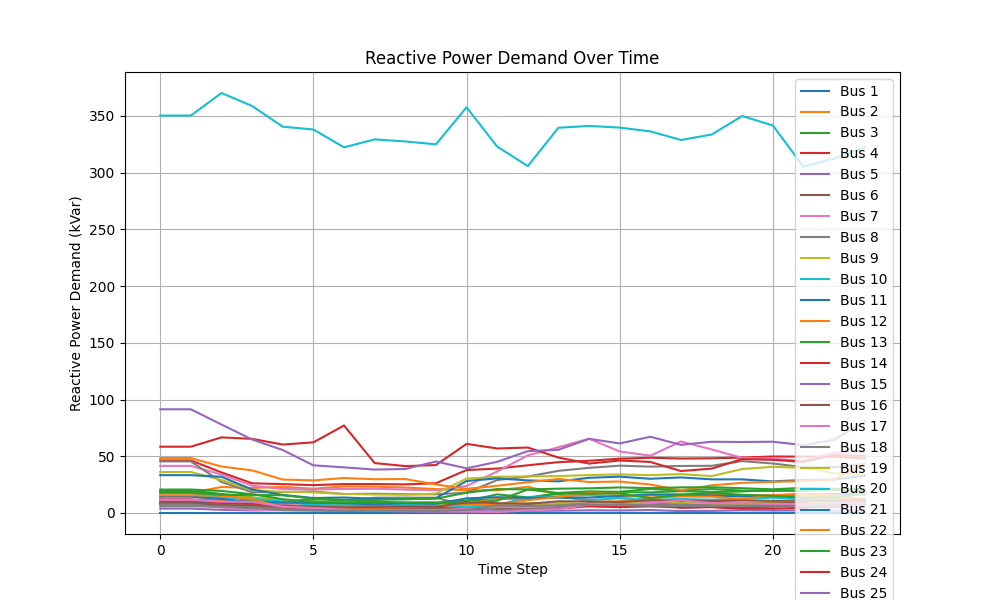 Reactive Power Demand Over Time
Reactive Power Demand (kVar)
350
300
250
200
150
100
50
0
0
5
10
15
20
Time Step
Bus 1
Bus 2
Bus 3
Bus 4
Bus 5
Bus 6
Bus 7
Bus 8
Bus 9
Bus 10
Bus 11
Bus 12
Bus 13
Bus 14
Bus 15
Bus 16
Bus 17
Bus 18
Bus 19
Bus 20
Bus 21
Bus 22
Bus 23
Bus 24
Bus 25